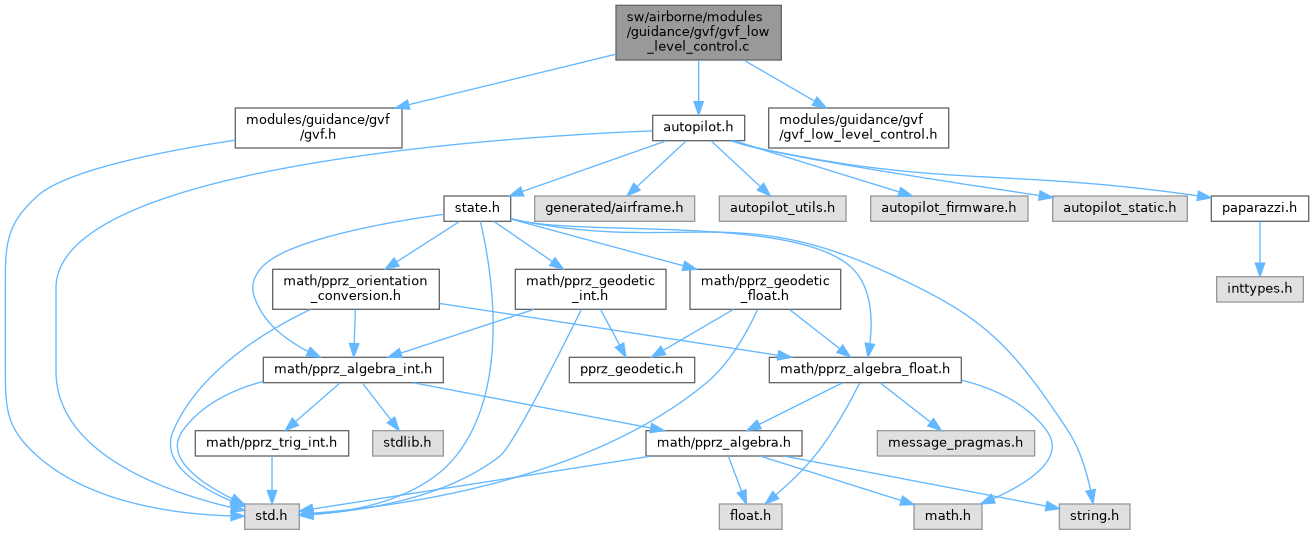 sw/airborne/modules
/guidance/gvf/gvf_low
_level_control.c
modules/guidance/gvf
/gvf.h
autopilot.h
modules/guidance/gvf
/gvf_low_level_control.h
state.h
generated/airframe.h
autopilot_utils.h
autopilot_firmware.h
autopilot_static.h
paparazzi.h
math/pprz_orientation
_conversion.h
math/pprz_geodetic
_int.h
math/pprz_geodetic
_float.h
inttypes.h
math/pprz_algebra_int.h
pprz_geodetic.h
math/pprz_algebra_float.h
math/pprz_trig_int.h
stdlib.h
math/pprz_algebra.h
message_pragmas.h
std.h
float.h
math.h
string.h